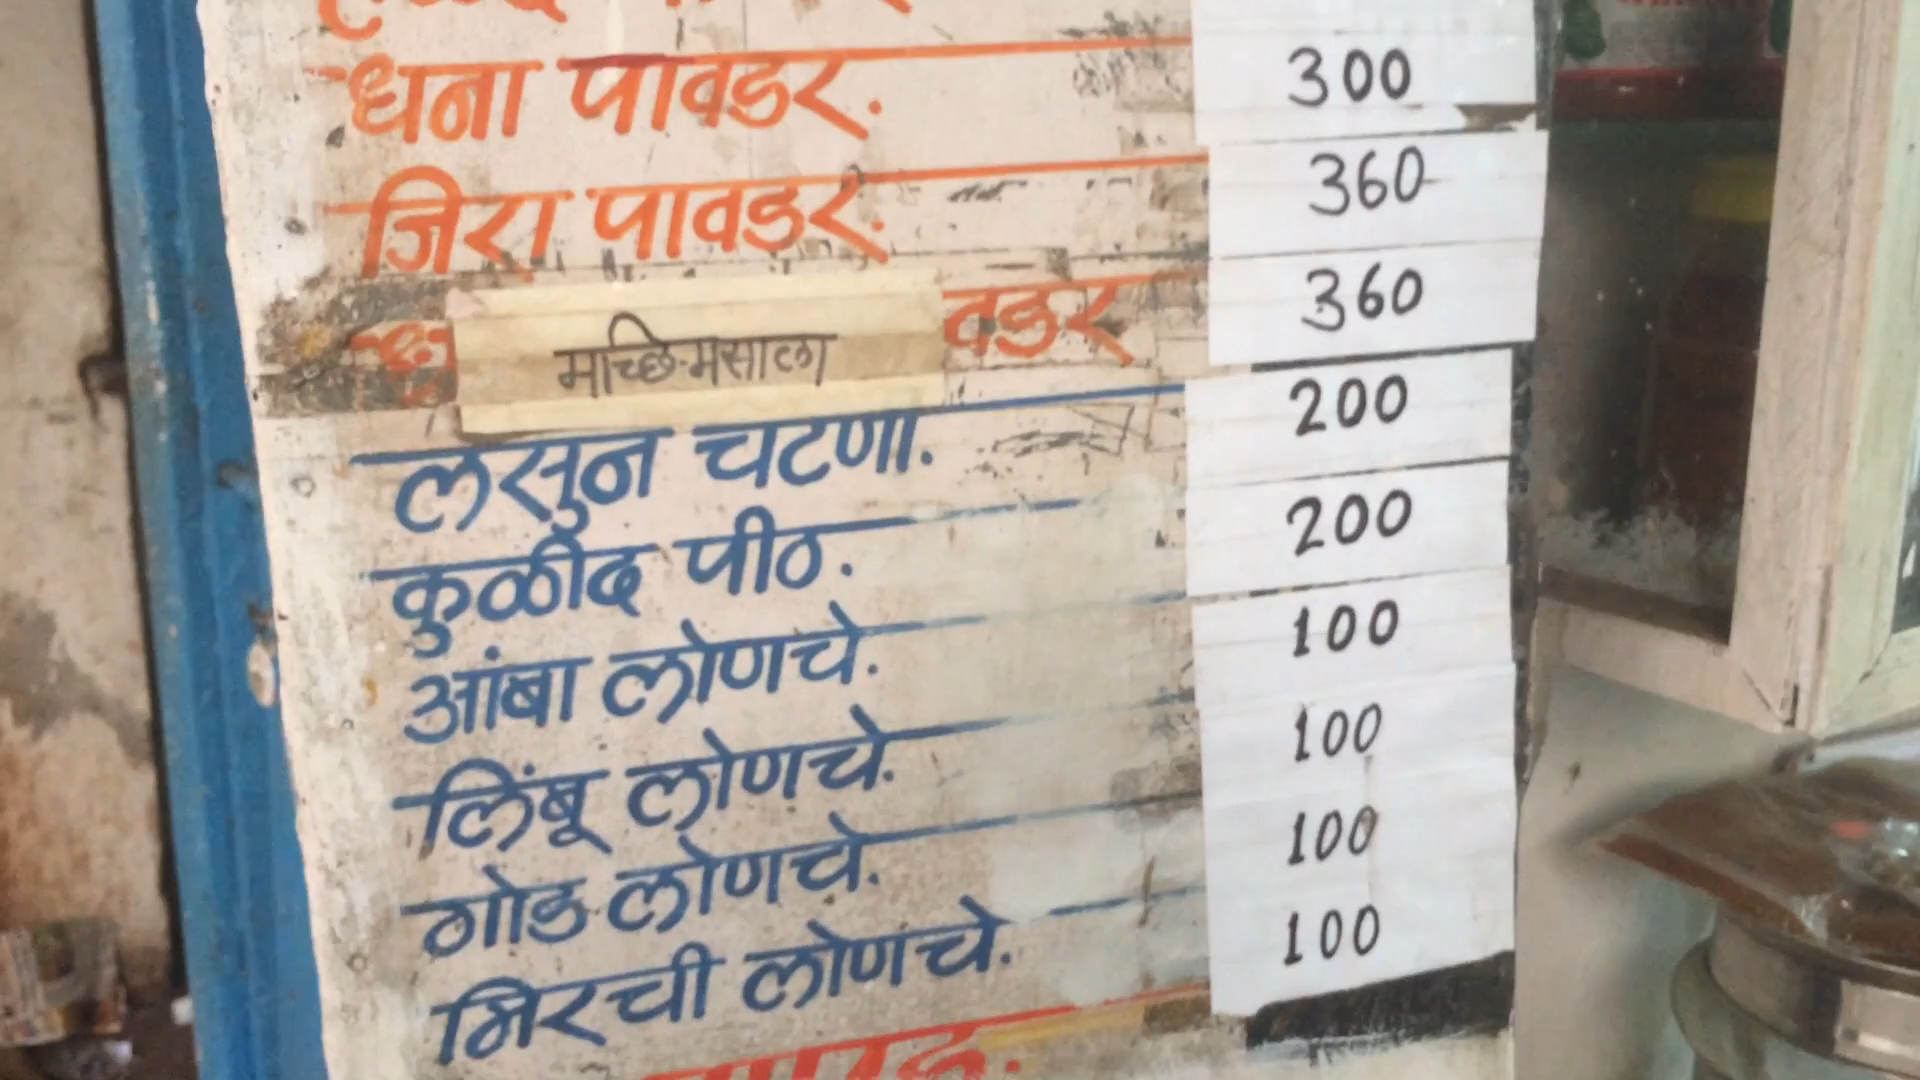 धना पावडर. 300
जिरा पावडर. 360
मच्छि मसाला वडर 360
लसुन चटणी. 200
कुळीद पीठ. 200
आंबा लोणचे. 100
लिंबू लोणचे. 100
गोड लोणचे. 100
मिरची लोणचे. 100